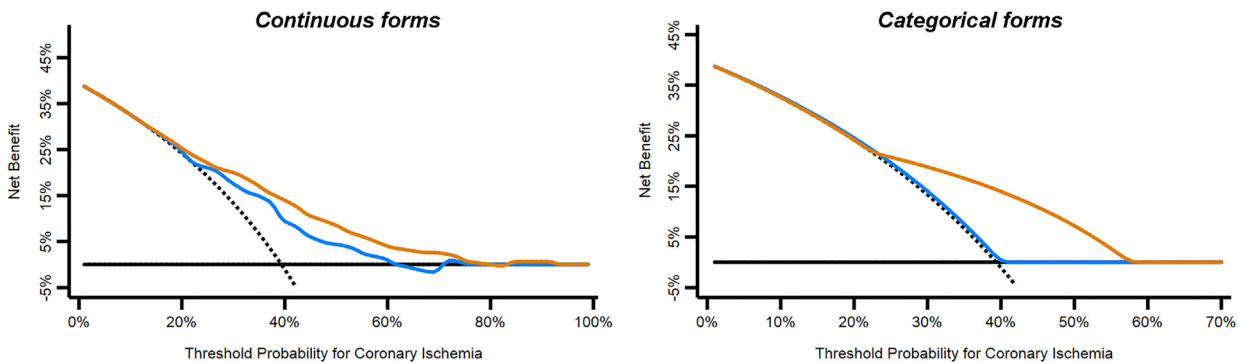 Continuous forms
45%
35%
25%
15%
5%
-5%
Net Benefit
0% 20% 40% 60% 80% 100%
Threshold Probability for Coronary Ischemia
Categorical forms
45%
35%
25%
15%
5%
-5%
Net Benefit
0% 10% 20% 30% 40% 50% 60% 70%
Threshold Probability for Coronary Ischemia